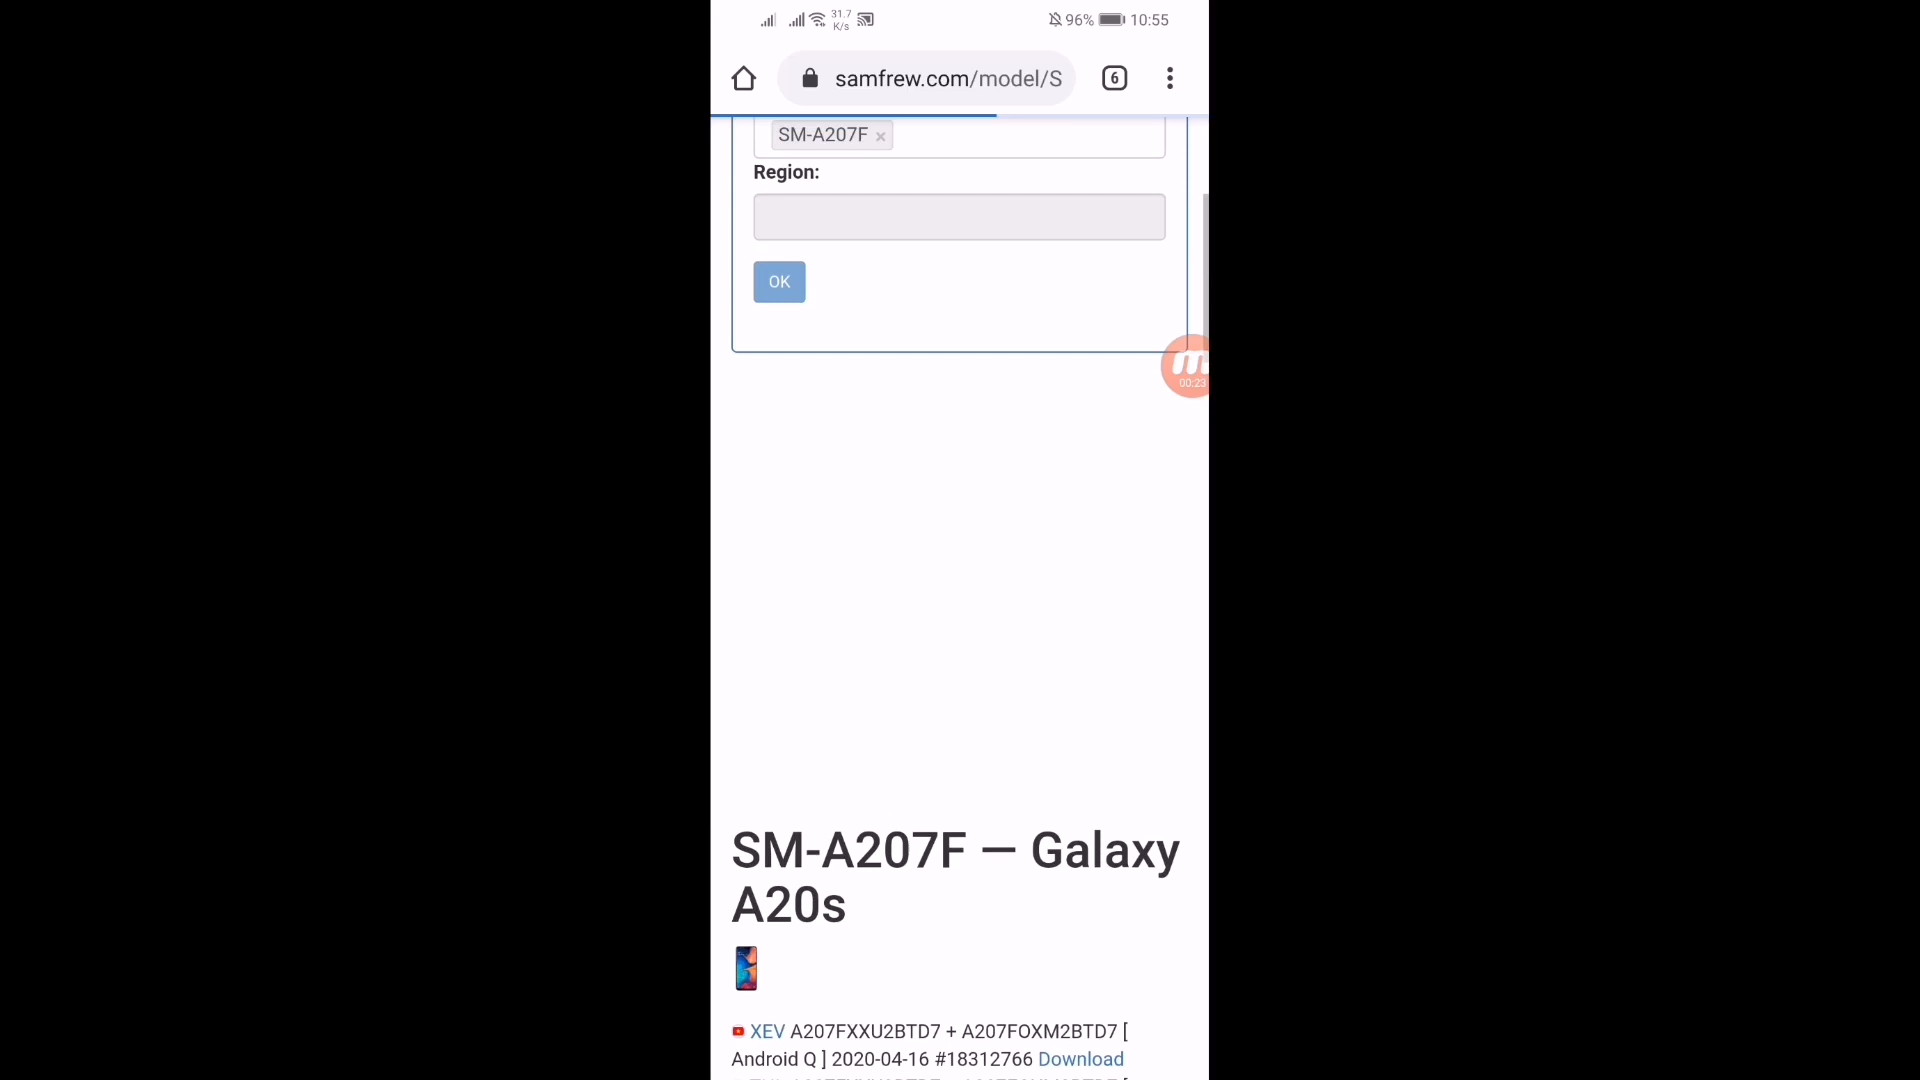 31.7
K/s
96% 10:55
samfrew.com/model/S
6
SM-A207F ×
Region:
OK
00:23
SM-A207F — Galaxy
A20s
XEV A207FXXU2BTD7 + A207FOXM2BTD7 [
Android Q ] 2020-04-16 #18312766 Download